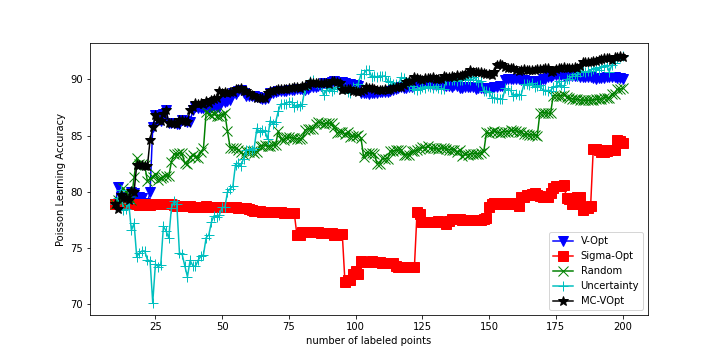 Poisson Learning Accuracy
90
85
80
75
70
25
50
75
100
125
150
175
200
number of labeled points
V-Opt
Sigma-Opt
Random
Uncertainty
MC-VOpt